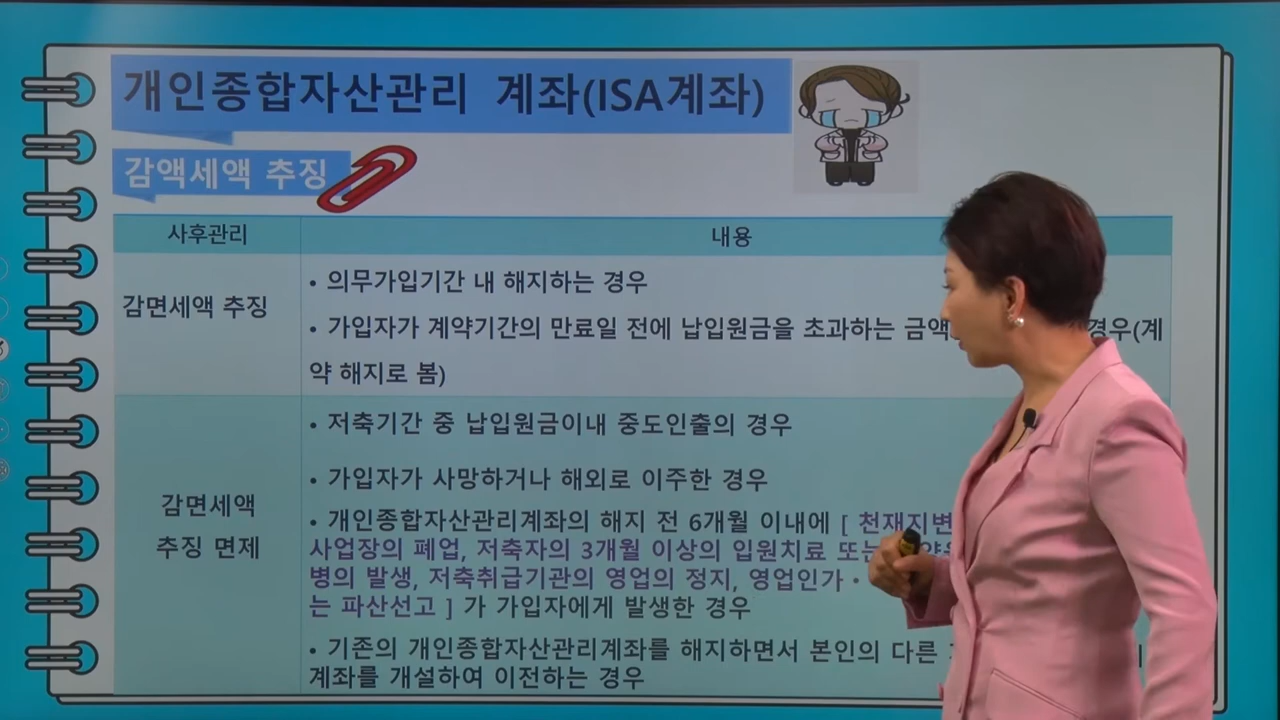 개인종합자산관리 계좌(ISA계좌)
감액세액 추징
사후관리
내용
감면세액 추징
• 의무가입기간 내 해지하는 경우
• 가입자가 계약기간의 만료일 전에 납입원금을 초과하는 금액 경우(계
약 해지로 봄)
감면세액
추징 면제
• 저축기간 중 납입원금이내 중도인출의 경우
• 가입자가 사망하거나 해외로 이주한 경우
• 개인종합자산관리계좌의 해지 전 6개월 이내에 [ 천재지변
사업장의 폐업, 저축자의 3개월 이상의 입원치료 또는
병의 발생, 저축취급기관의 영업의 정지, 영업인가 •
는 파산선고 ] 가 가입자에게 발생한 경우
• 기존의 개인종합자산관리계좌를 해지하면서 본인의 다른
계좌를 개설하여 이전하는 경우